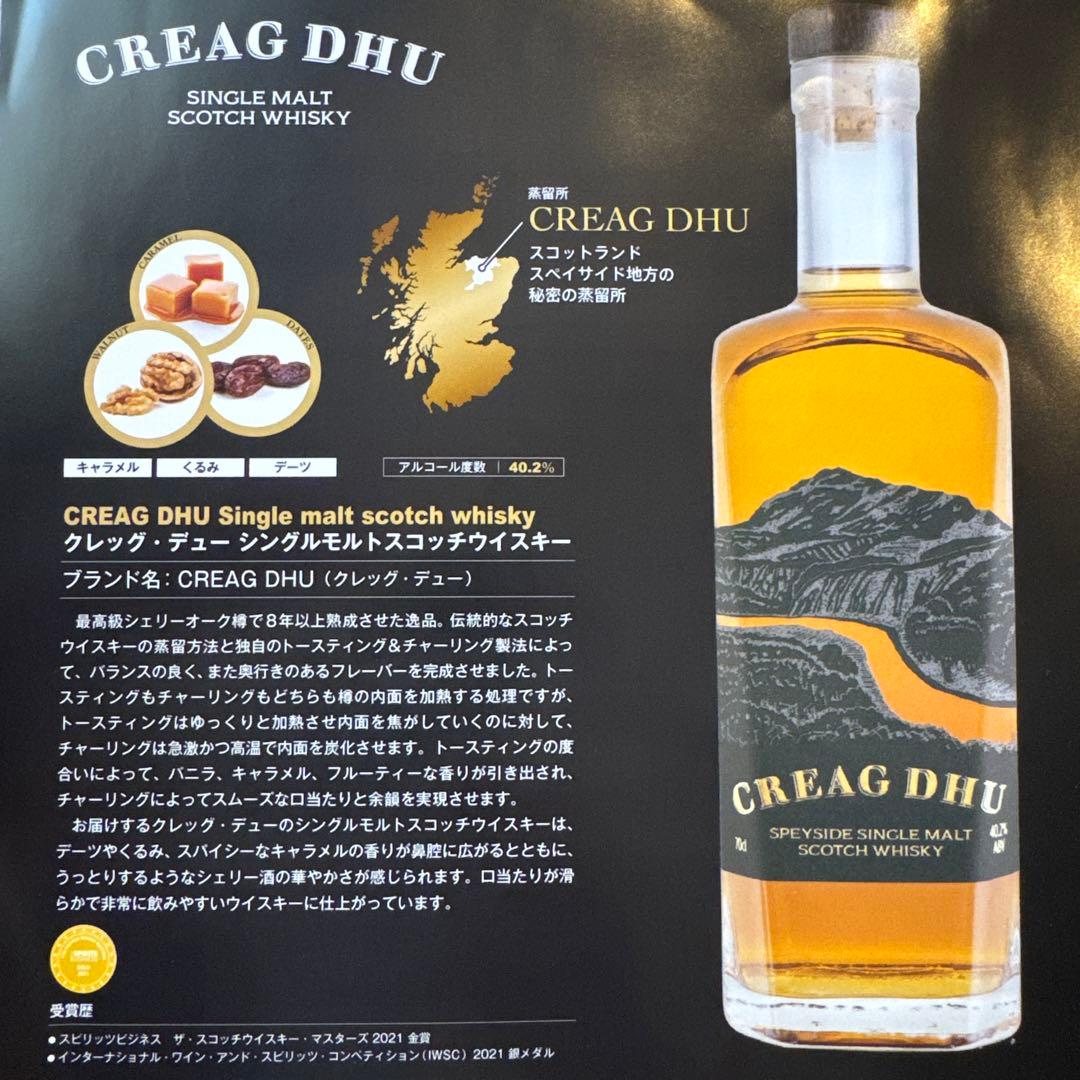 CREAG DHU
SINGLE MALT
SCOTCH WHISKY
蒸留所
CREAG DHU
スコットランド
スペイサイド地方の
秘密の蒸留所
CARAMEL
WALNUT
DATES
キャラメル
くるみ
デーツ
アルコール度数 | 40.2%
CREAG DHU Single malt scotch whisky
クレッグ・デュー シングルモルトスコッチウイスキー
ブランド名：CREAG DHU（クレッグ・デュー）
最高級シェリーオーク樽で8年以上熟成させた逸品。伝統的なスコッチ
ウイスキーの蒸留方法と独自のトースティング&チャーリング製法によっ
て、バランスの良く、また奥行きのあるフレーバーを完成させました。トー
スティングもチャーリングもどちらも樽の内面を加熱する処理ですが、
トースティングはゆっくりと加熱させ内面を焦がしていくのに対して、
チャーリングは急激かつ高温で内面を炭化させます。トースティングの度
合いによって、バニラ、キャラメル、フルーティーな香りが引き出され、
チャーリングによってスムーズな口当たりと余韻を実現させます。
お届けするクレッグ・デューのシングルモルトスコッチウイスキーは、
デーツやくるみ、スパイシーなキャラメルの香りが鼻腔に広がるとともに、
うっとりするようなシェリー酒の華やかさが感じられます。口当たりが滑
らかで非常に飲みやすいウイスキーに仕上がっています。
受賞歴
●スピリッツビジネス ザ・スコッチウイスキー・マスターズ 2021 金賞
●インターナショナル・ワイン・アンド・スピリッツ・コンペティション（IWSC）2021 銀メダル
CREAG DHU
70cl
SPEYSIDE SINGLE MALT
SCOTCH WHISKY
40.2%
ABV